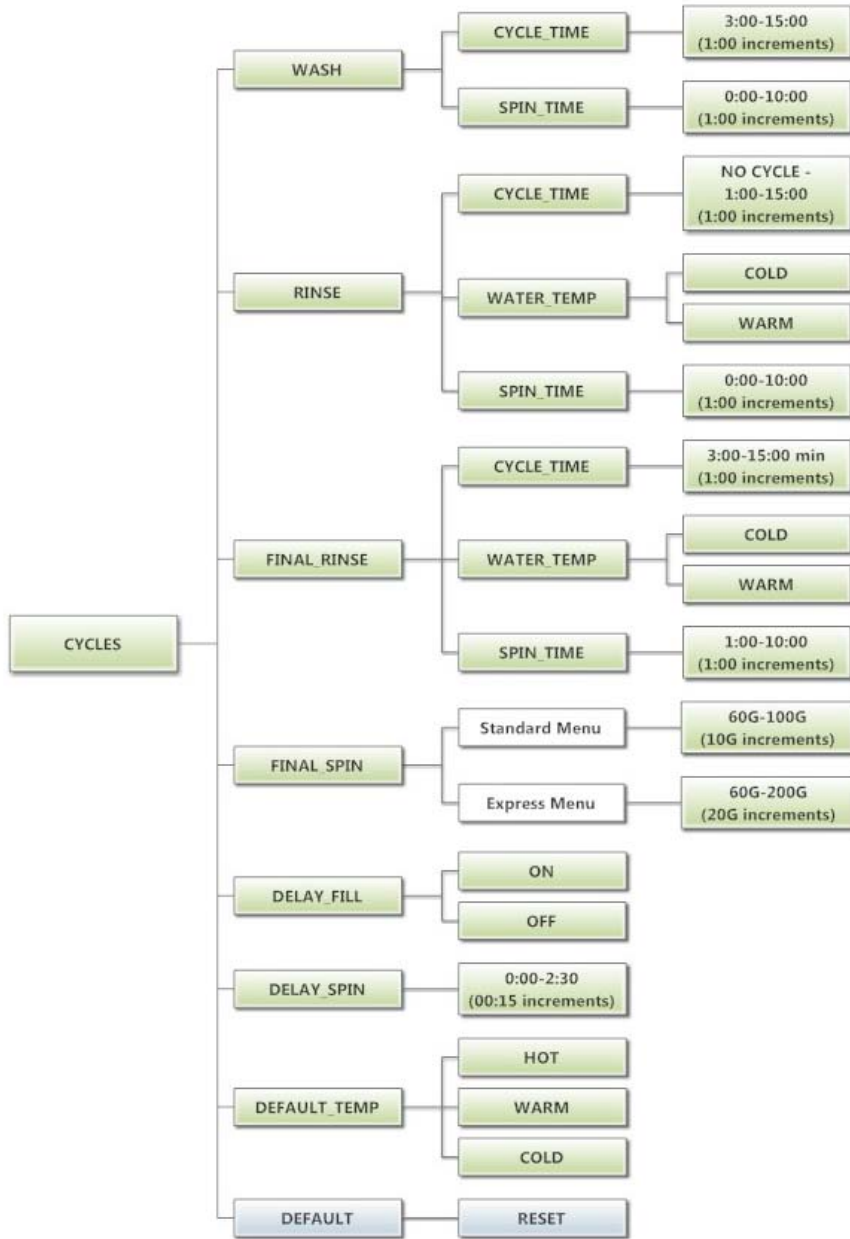 CYCLES
WASH
CYCLE_TIME
3:00-15:00
(1:00 increments)
SPIN_TIME
0:00-10:00
(1:00 increments)
RINSE
CYCLE_TIME
NO CYCLE -
1:00-15:00
(1:00 increments)
WATER_TEMP
COLD
WARM
SPIN_TIME
0:00-10:00
(1:00 increments)
FINAL_RINSE
CYCLE_TIME
3:00-15:00 min
(1:00 increments)
WATER_TEMP
COLD
WARM
SPIN_TIME
1:00-10:00
(1:00 increments)
FINAL_SPIN
Standard Menu
60G-100G
(10G increments)
Express Menu
60G-200G
(20G increments)
DELAY_FILL
ON
OFF
DELAY_SPIN
0:00-2:30
(00:15 increments)
DEFAULT_TEMP
HOT
WARM
COLD
DEFAULT
RESET